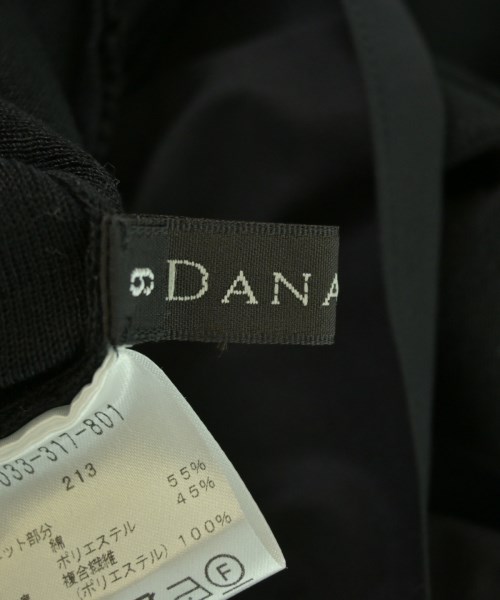 9
DANA
033-317-801
213
ット部分
綿 55%
ポリエステル 45%
複合繊維
(ポリエステル) 100%
F